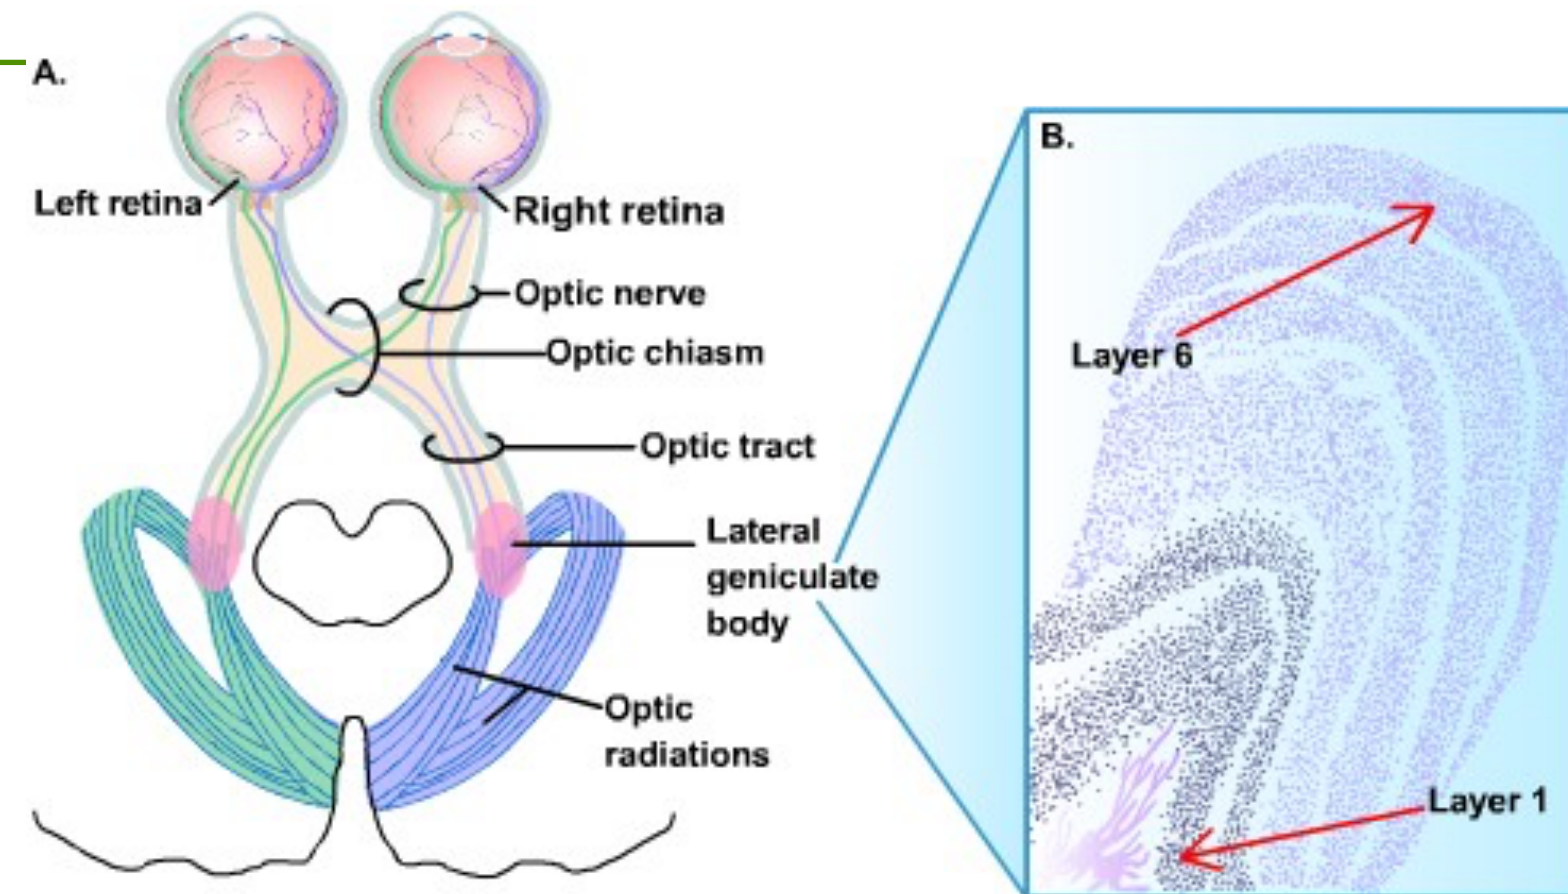 A.
Left retina
Right retina
Optic nerve
Optic chiasm
Optic tract
Lateral
geniculate
body
Optic
radiations
B.
Layer 6
Layer 1